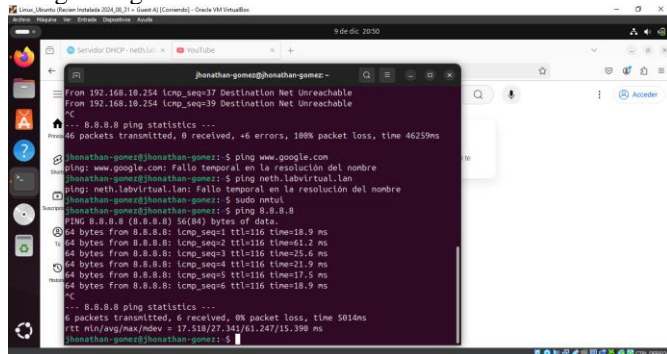 Linux_Ubuntu (Recien Instalada 2024_08_31 + Guest A) [Corriendo] - Oracle VM VirtualBox
Archivo Máquina Ver Entrada Dispositivos Ayuda
9 de dic 20:50
Servidor DHCP - neth.lab
YouTube
jhonathan-gomez@jhonathan-gomez: ~
Acceder
From 192.168.10.254 icmp_seq=37 Destination Net Unreachable
From 192.168.10.254 icmp_seq=39 Destination Net Unreachable
^C
--- 8.8.8.8 ping statistics ---
46 packets transmitted, 0 received, +6 errors, 100% packet loss, time 46259ms
jhonathan-gomez@jhonathan-gomez:~$ ping www.google.com
ping: www.google.com: Fallo temporal en la resolución del nombre
jhonathan-gomez@jhonathan-gomez:~$ ping neth.labvirtual.lan
ping: neth.labvirtual.lan: Fallo temporal en la resolución del nombre
jhonathan-gomez@jhonathan-gomez:~$ sudo nmtui
jhonathan-gomez@jhonathan-gomez:~$ ping 8.8.8.8
PING 8.8.8.8 (8.8.8.8) 56(84) bytes of data.
64 bytes from 8.8.8.8: icmp_seq=1 ttl=116 time=18.9 ms
64 bytes from 8.8.8.8: icmp_seq=2 ttl=116 time=61.2 ms
64 bytes from 8.8.8.8: icmp_seq=3 ttl=116 time=25.6 ms
64 bytes from 8.8.8.8: icmp_seq=4 ttl=116 time=21.9 ms
64 bytes from 8.8.8.8: icmp_seq=5 ttl=116 time=17.5 ms
64 bytes from 8.8.8.8: icmp_seq=6 ttl=116 time=18.9 ms
^C
--- 8.8.8.8 ping statistics ---
6 packets transmitted, 6 received, 0% packet loss, time 5014ms
rtt min/avg/max/mdev = 17.518/27.341/61.247/15.390 ms
jhonathan-gomez@jhonathan-gomez:~$